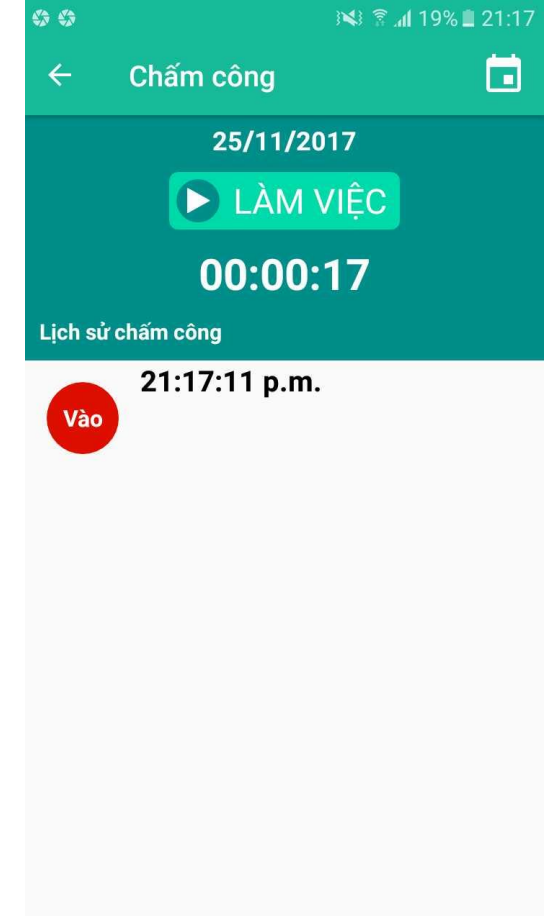 19% 21:17
Chấm công
25/11/2017
LÀM VIỆC
00:00:17
Lịch sử chấm công
21:17:11 p.m.
Vào